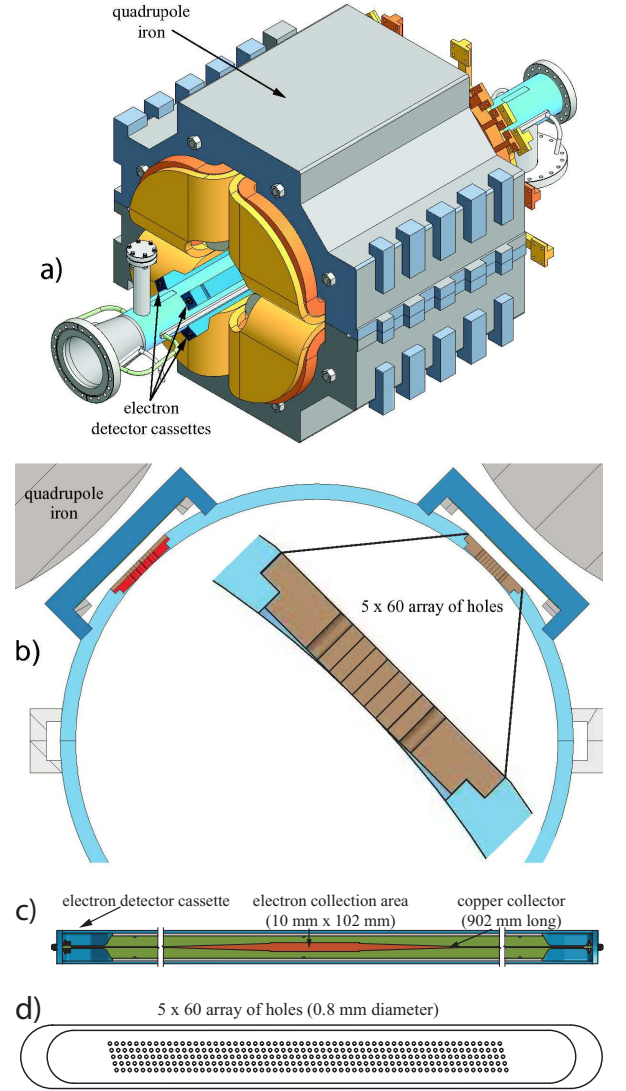 quadrupole
iron
a)
electron
detector cassettes
quadrupole
iron
5 x 60 array of holes
b)
electron detector cassette
electron collection area
(10 mm x 102 mm)
copper collector
(902 mm long)
c)
d)
5 x 60 array of holes (0.8 mm diameter)